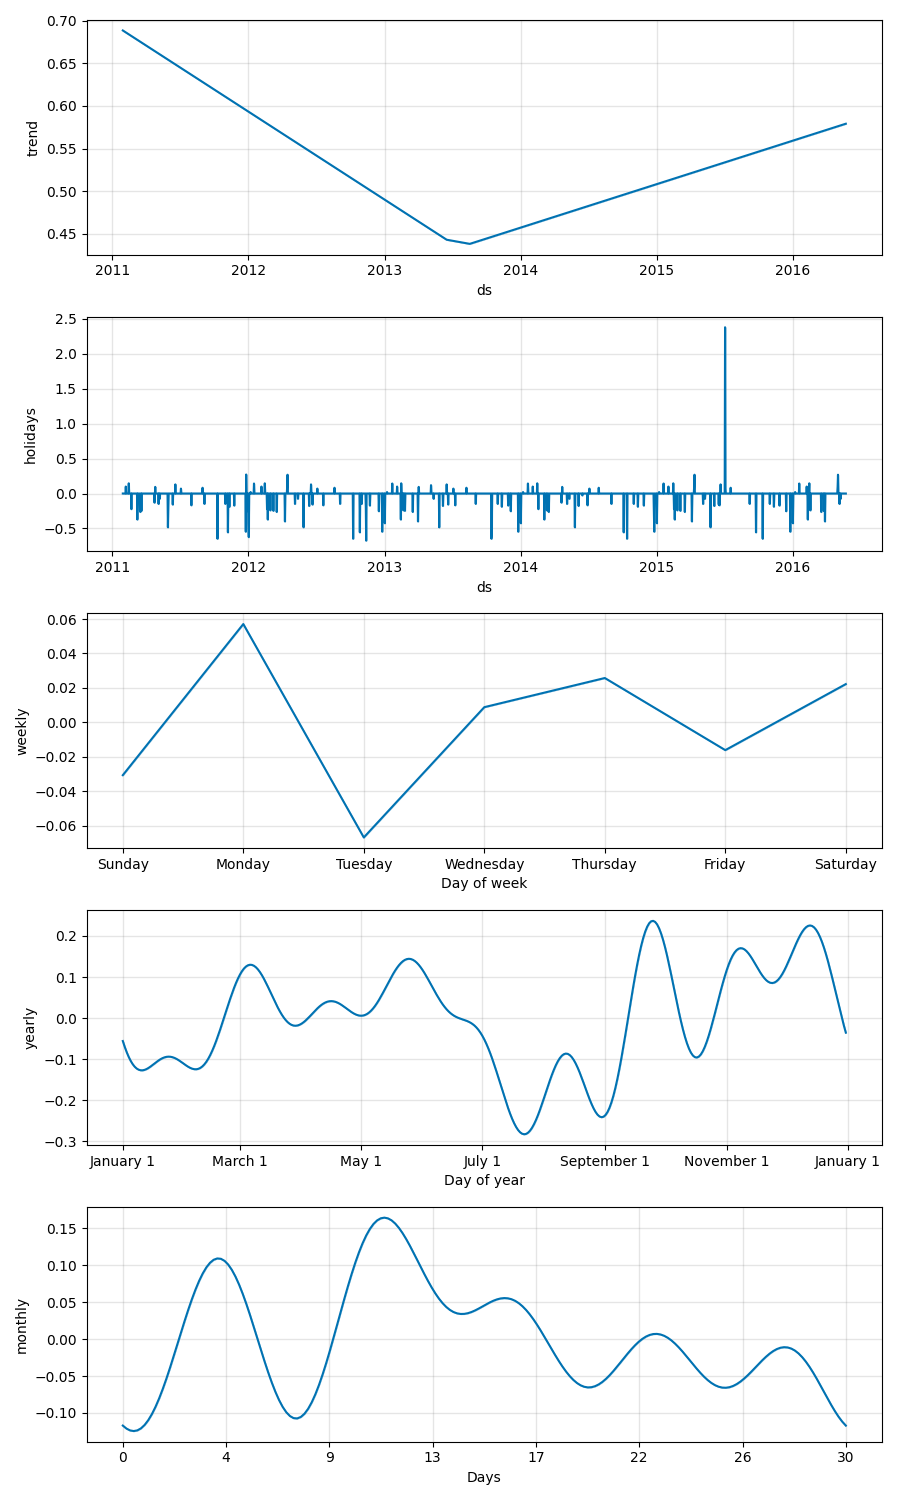 0.70
0.65
0.60
0.55
0.50
0.45
trend
2011 2012 2013 2014 2015 2016
ds
2.5
2.0
1.5
1.0
0.5
0.0
−0.5
holidays
2011 2012 2013 2014 2015 2016
ds
0.06
0.04
0.02
0.00
−0.02
−0.04
−0.06
weekly
Sunday Monday Tuesday Wednesday Thursday Friday Saturday
Day of week
0.2
0.1
0.0
−0.1
−0.2
−0.3
yearly
January 1 March 1 May 1 July 1 September 1 November 1 January 1
Day of year
0.15
0.10
0.05
0.00
−0.05
−0.10
monthly
0 4 9 13 17 22 26 30
Days